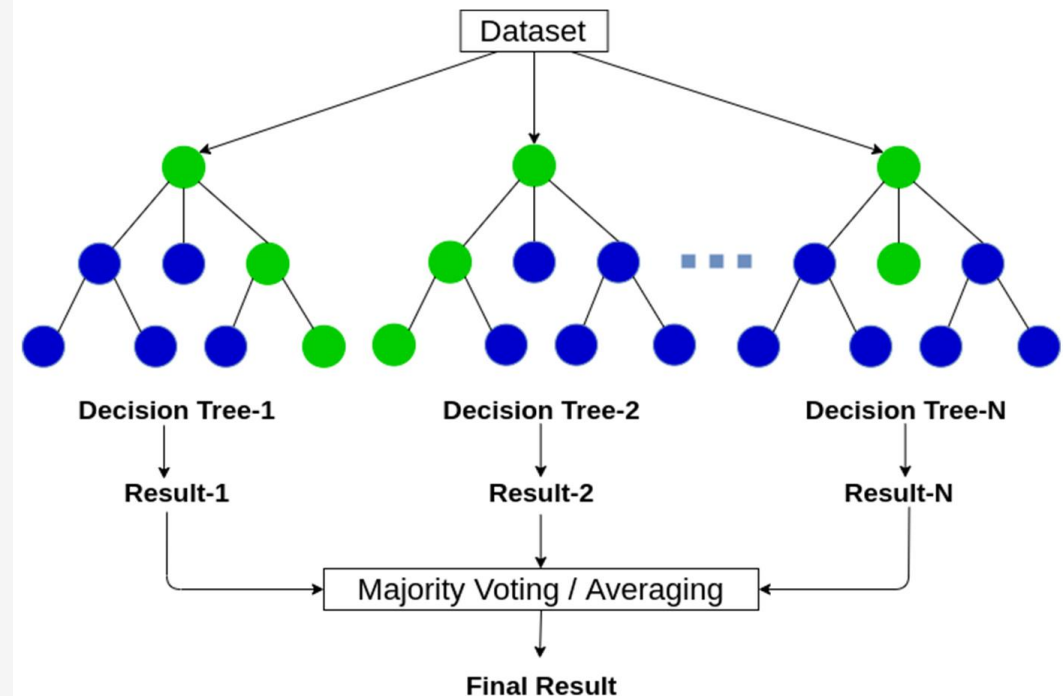 Dataset
Decision Tree-1
Decision Tree-2
Decision Tree-N
Result-1
Result-2
Result-N
Majority Voting / Averaging
Final Result